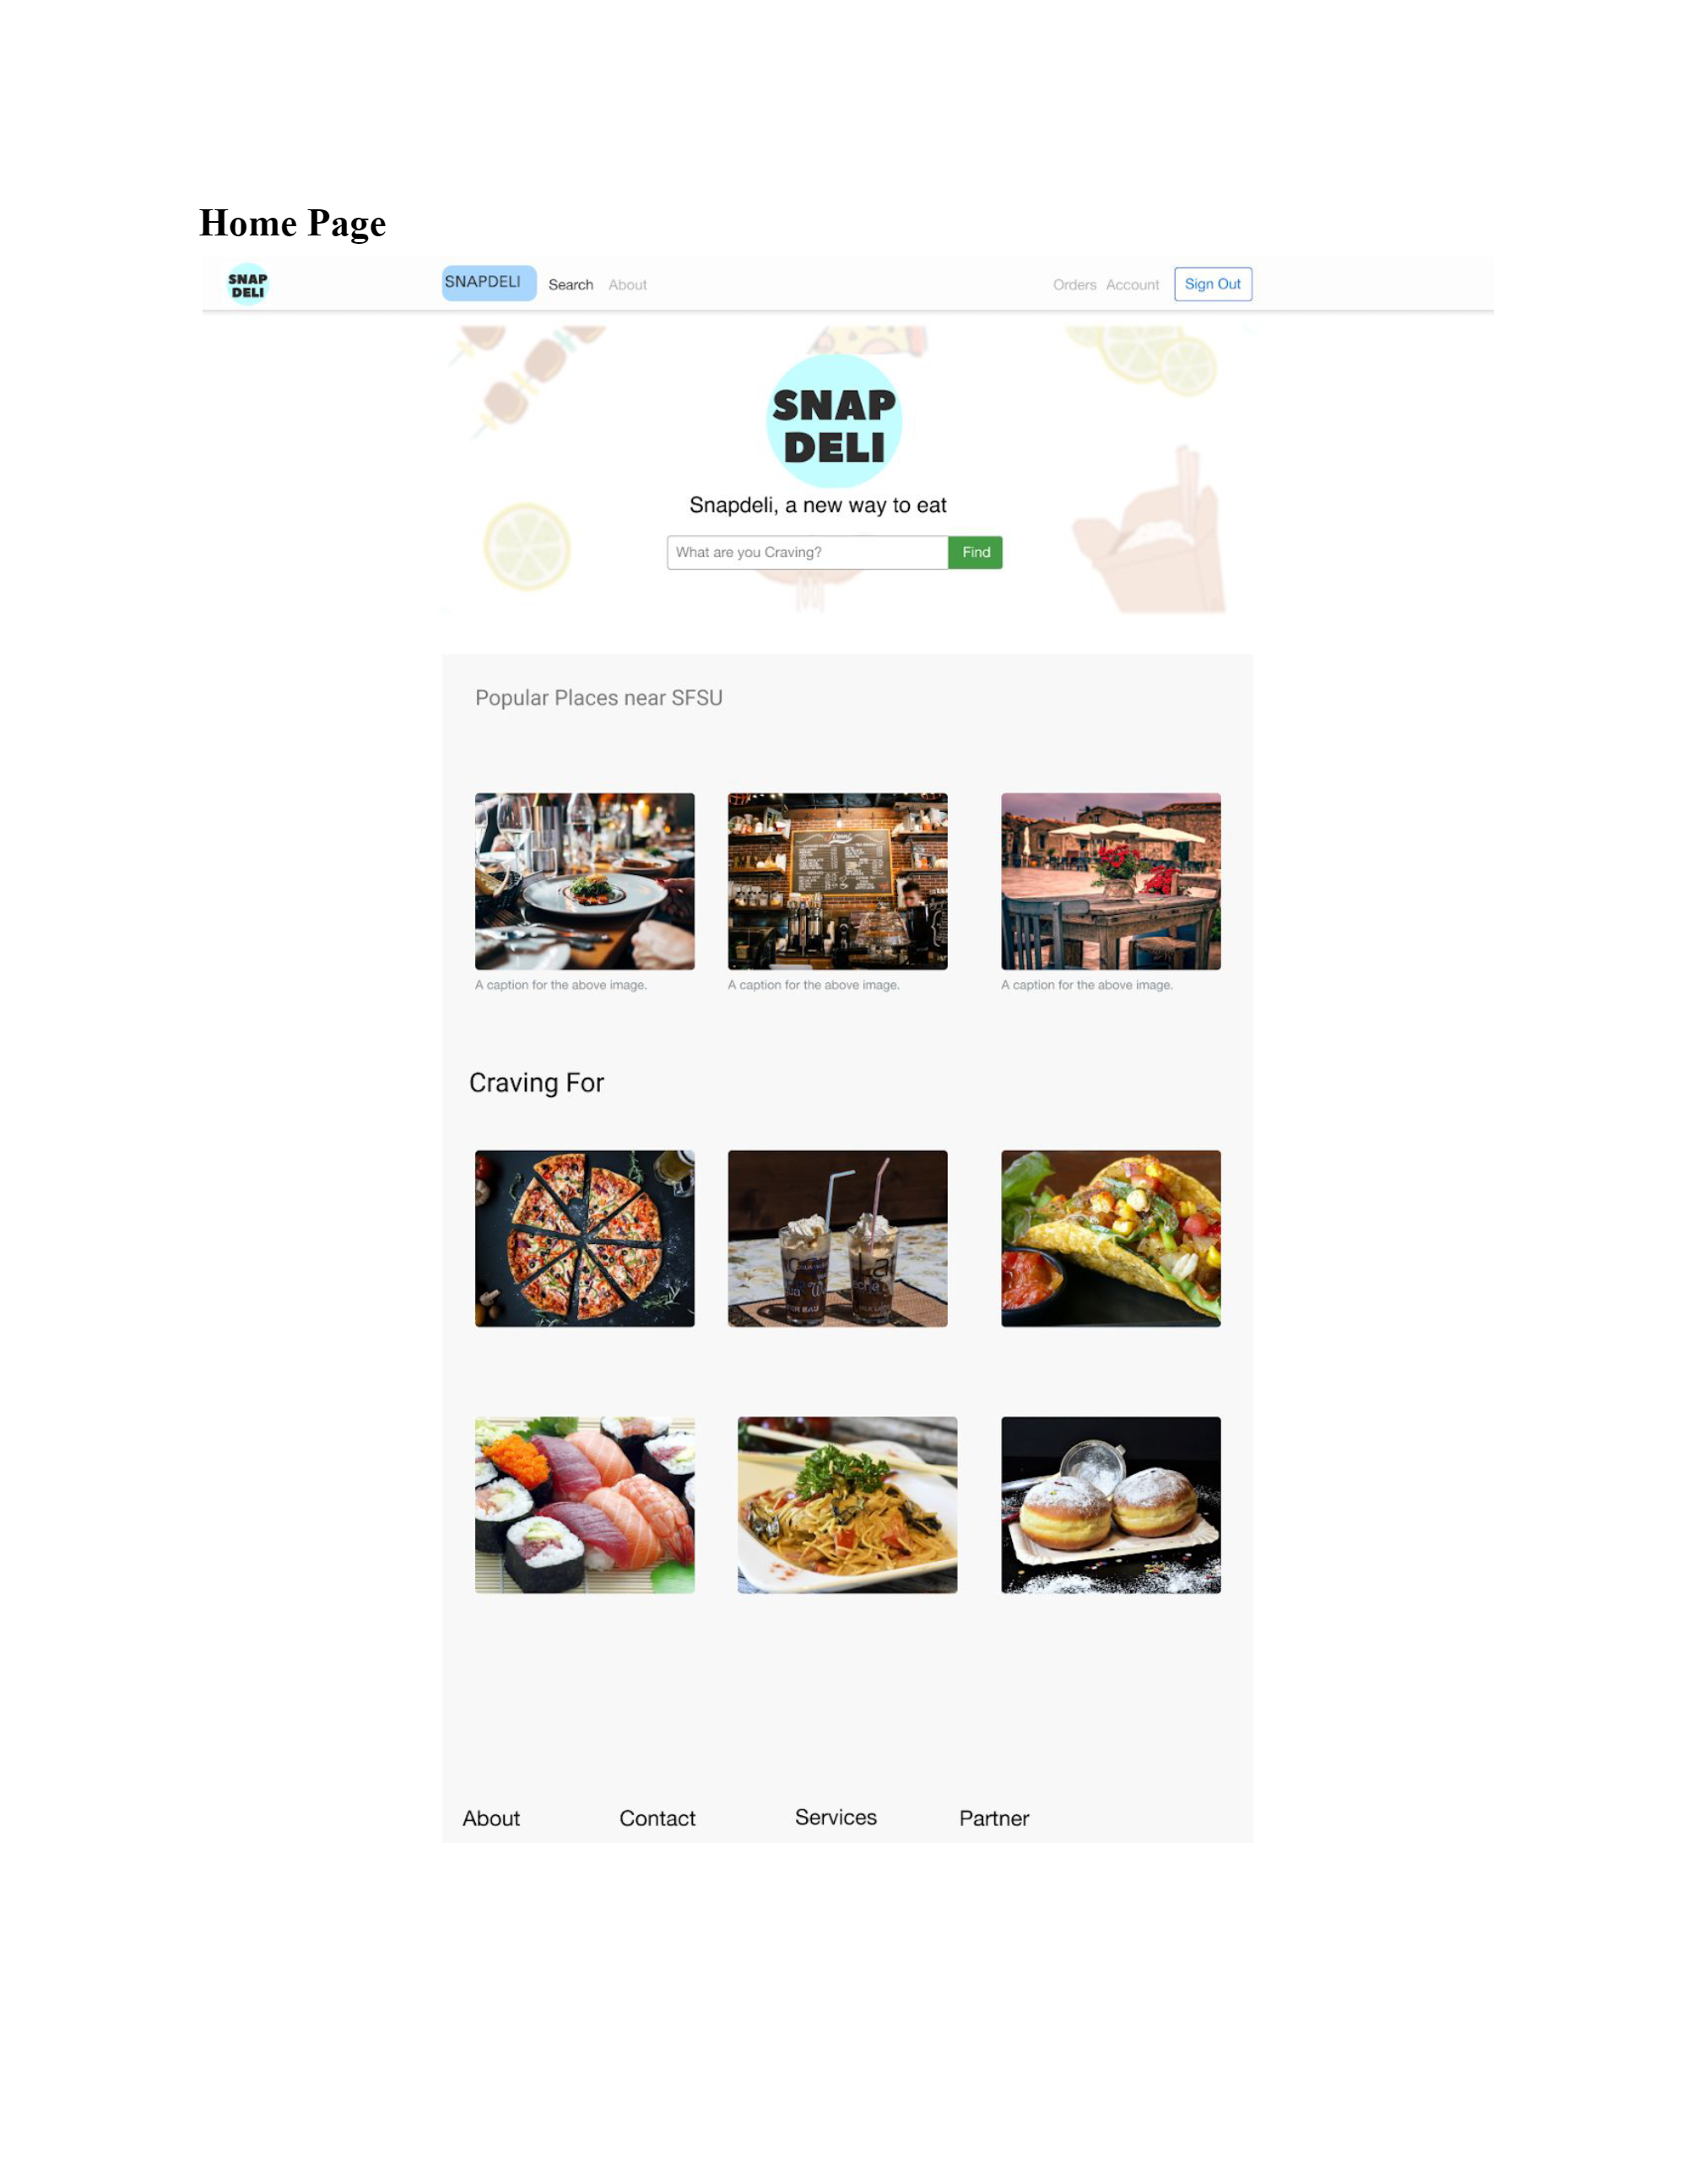 Home Page
SNAP
DELI
SNAPDELI Search About Orders Account Sign Out
SNAP
DELI
Snapdeli, a new way to eat
What are you Craving? Find
Popular Places near SFSU
A caption for the above image. A caption for the above image. A caption for the above image.
Craving For
About Contact Services Partner